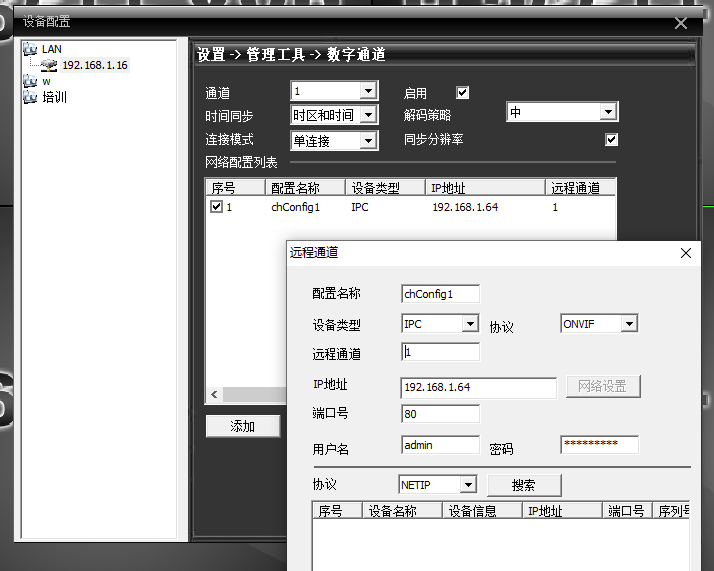 设备配置
LAN
192.168.1.16
w
培训
设置 -> 管理工具 -> 数字通道
通道 1 启用
时间同步 时区和时间 解码策略 中
连接模式 单连接 同步分辨率
网络配置列表
序号 配置名称 设备类型 IP地址 远程通道
1 chConfig1 IPC 192.168.1.64 1
添加
远程通道
配置名称 chConfig1
设备类型 IPC 协议 ONVIF
远程通道 1
IP地址 192.168.1.64 网络设置
端口号 80
用户名 admin 密码 *********
协议 NETIP 搜索
序号 设备名称 设备信息 IP地址 端口号 序列号